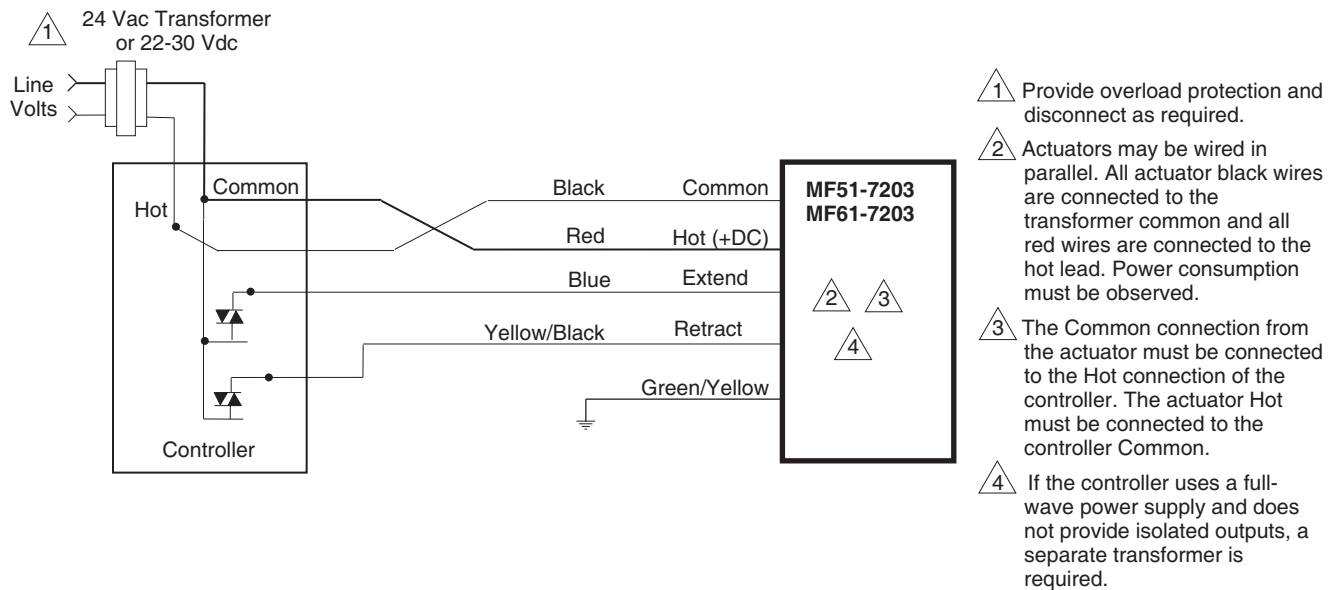 1
24 Vac Transformer
or 22-30 Vdc
Line
Volts
Common
Hot
Controller
Black
Common
Red
Hot (+DC)
Blue
Extend
Yellow/Black
Retract
Green/Yellow
MF51-7203
MF61-7203
2
3
4
1 Provide overload protection and
disconnect as required.
2 Actuators may be wired in
parallel. All actuator black wires
are connected to the
transformer common and all
red wires are connected to the
hot lead. Power consumption
must be observed.
3 The Common connection from
the actuator must be connected
to the Hot connection of the
controller. The actuator Hot
must be connected to the
controller Common.
4 If the controller uses a full-
wave power supply and does
not provide isolated outputs, a
separate transformer is
required.